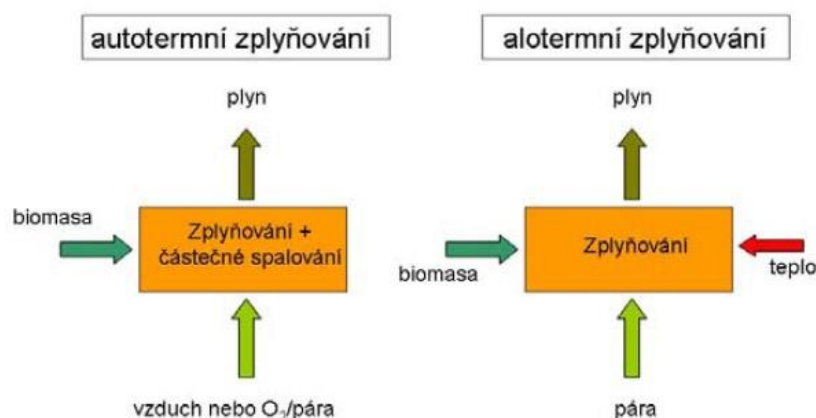 autotermní zplyňování
plyn
biomasa
Zplyňování +
částečné spalování
vzduch nebo O₂/pára
alotermní zplyňování
plyn
biomasa
Zplyňování
teplo
pára